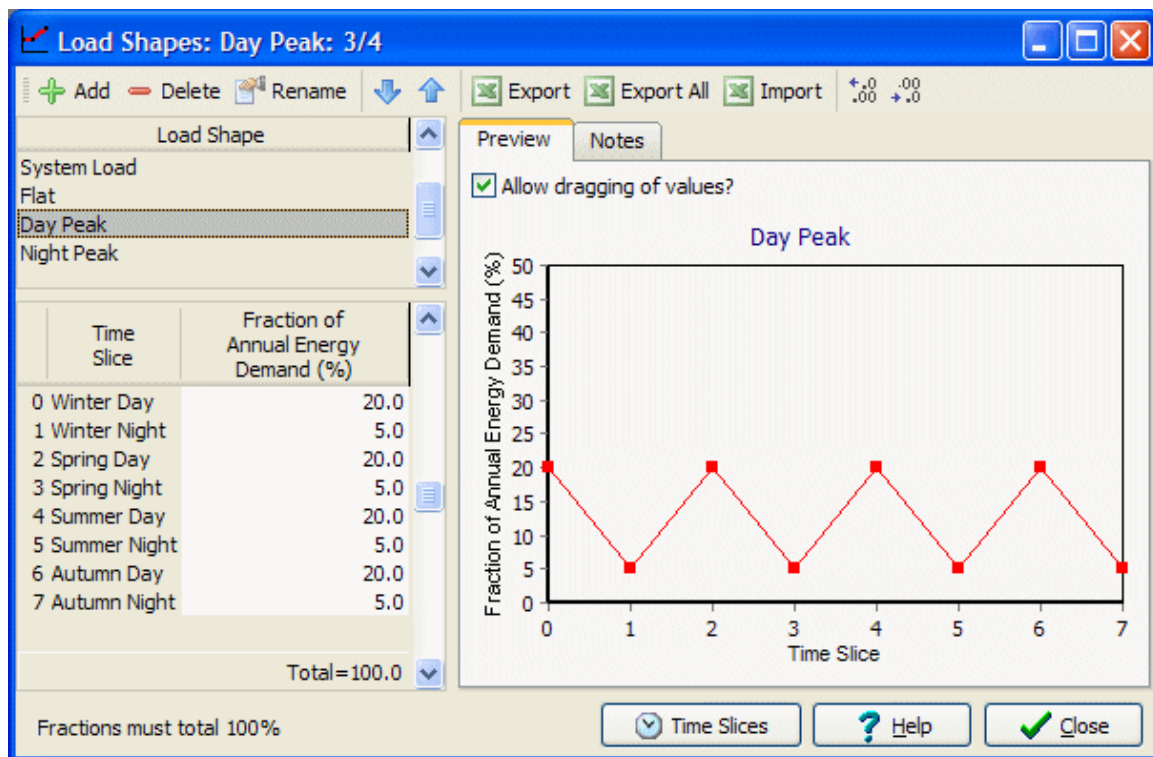 Load Shapes: Day Peak: 3/4
Add Delete Rename Export Export All Import ←.0 .00 .00 →.0
Load Shape
System Load
Flat
Day Peak
Night Peak
Time Slice
Fraction of
Annual Energy
Demand (%)
0 Winter Day 20.0
1 Winter Night 5.0
2 Spring Day 20.0
3 Spring Night 5.0
4 Summer Day 20.0
5 Summer Night 5.0
6 Autumn Day 20.0
7 Autumn Night 5.0
Total=100.0
Preview Notes
Allow dragging of values?
Day Peak
Fraction of Annual Energy Demand (%)
50
45
40
35
30
25
20
15
10
5
0
0 1 2 3 4 5 6 7
Time Slice
Fractions must total 100%
Time Slices ? Help Close